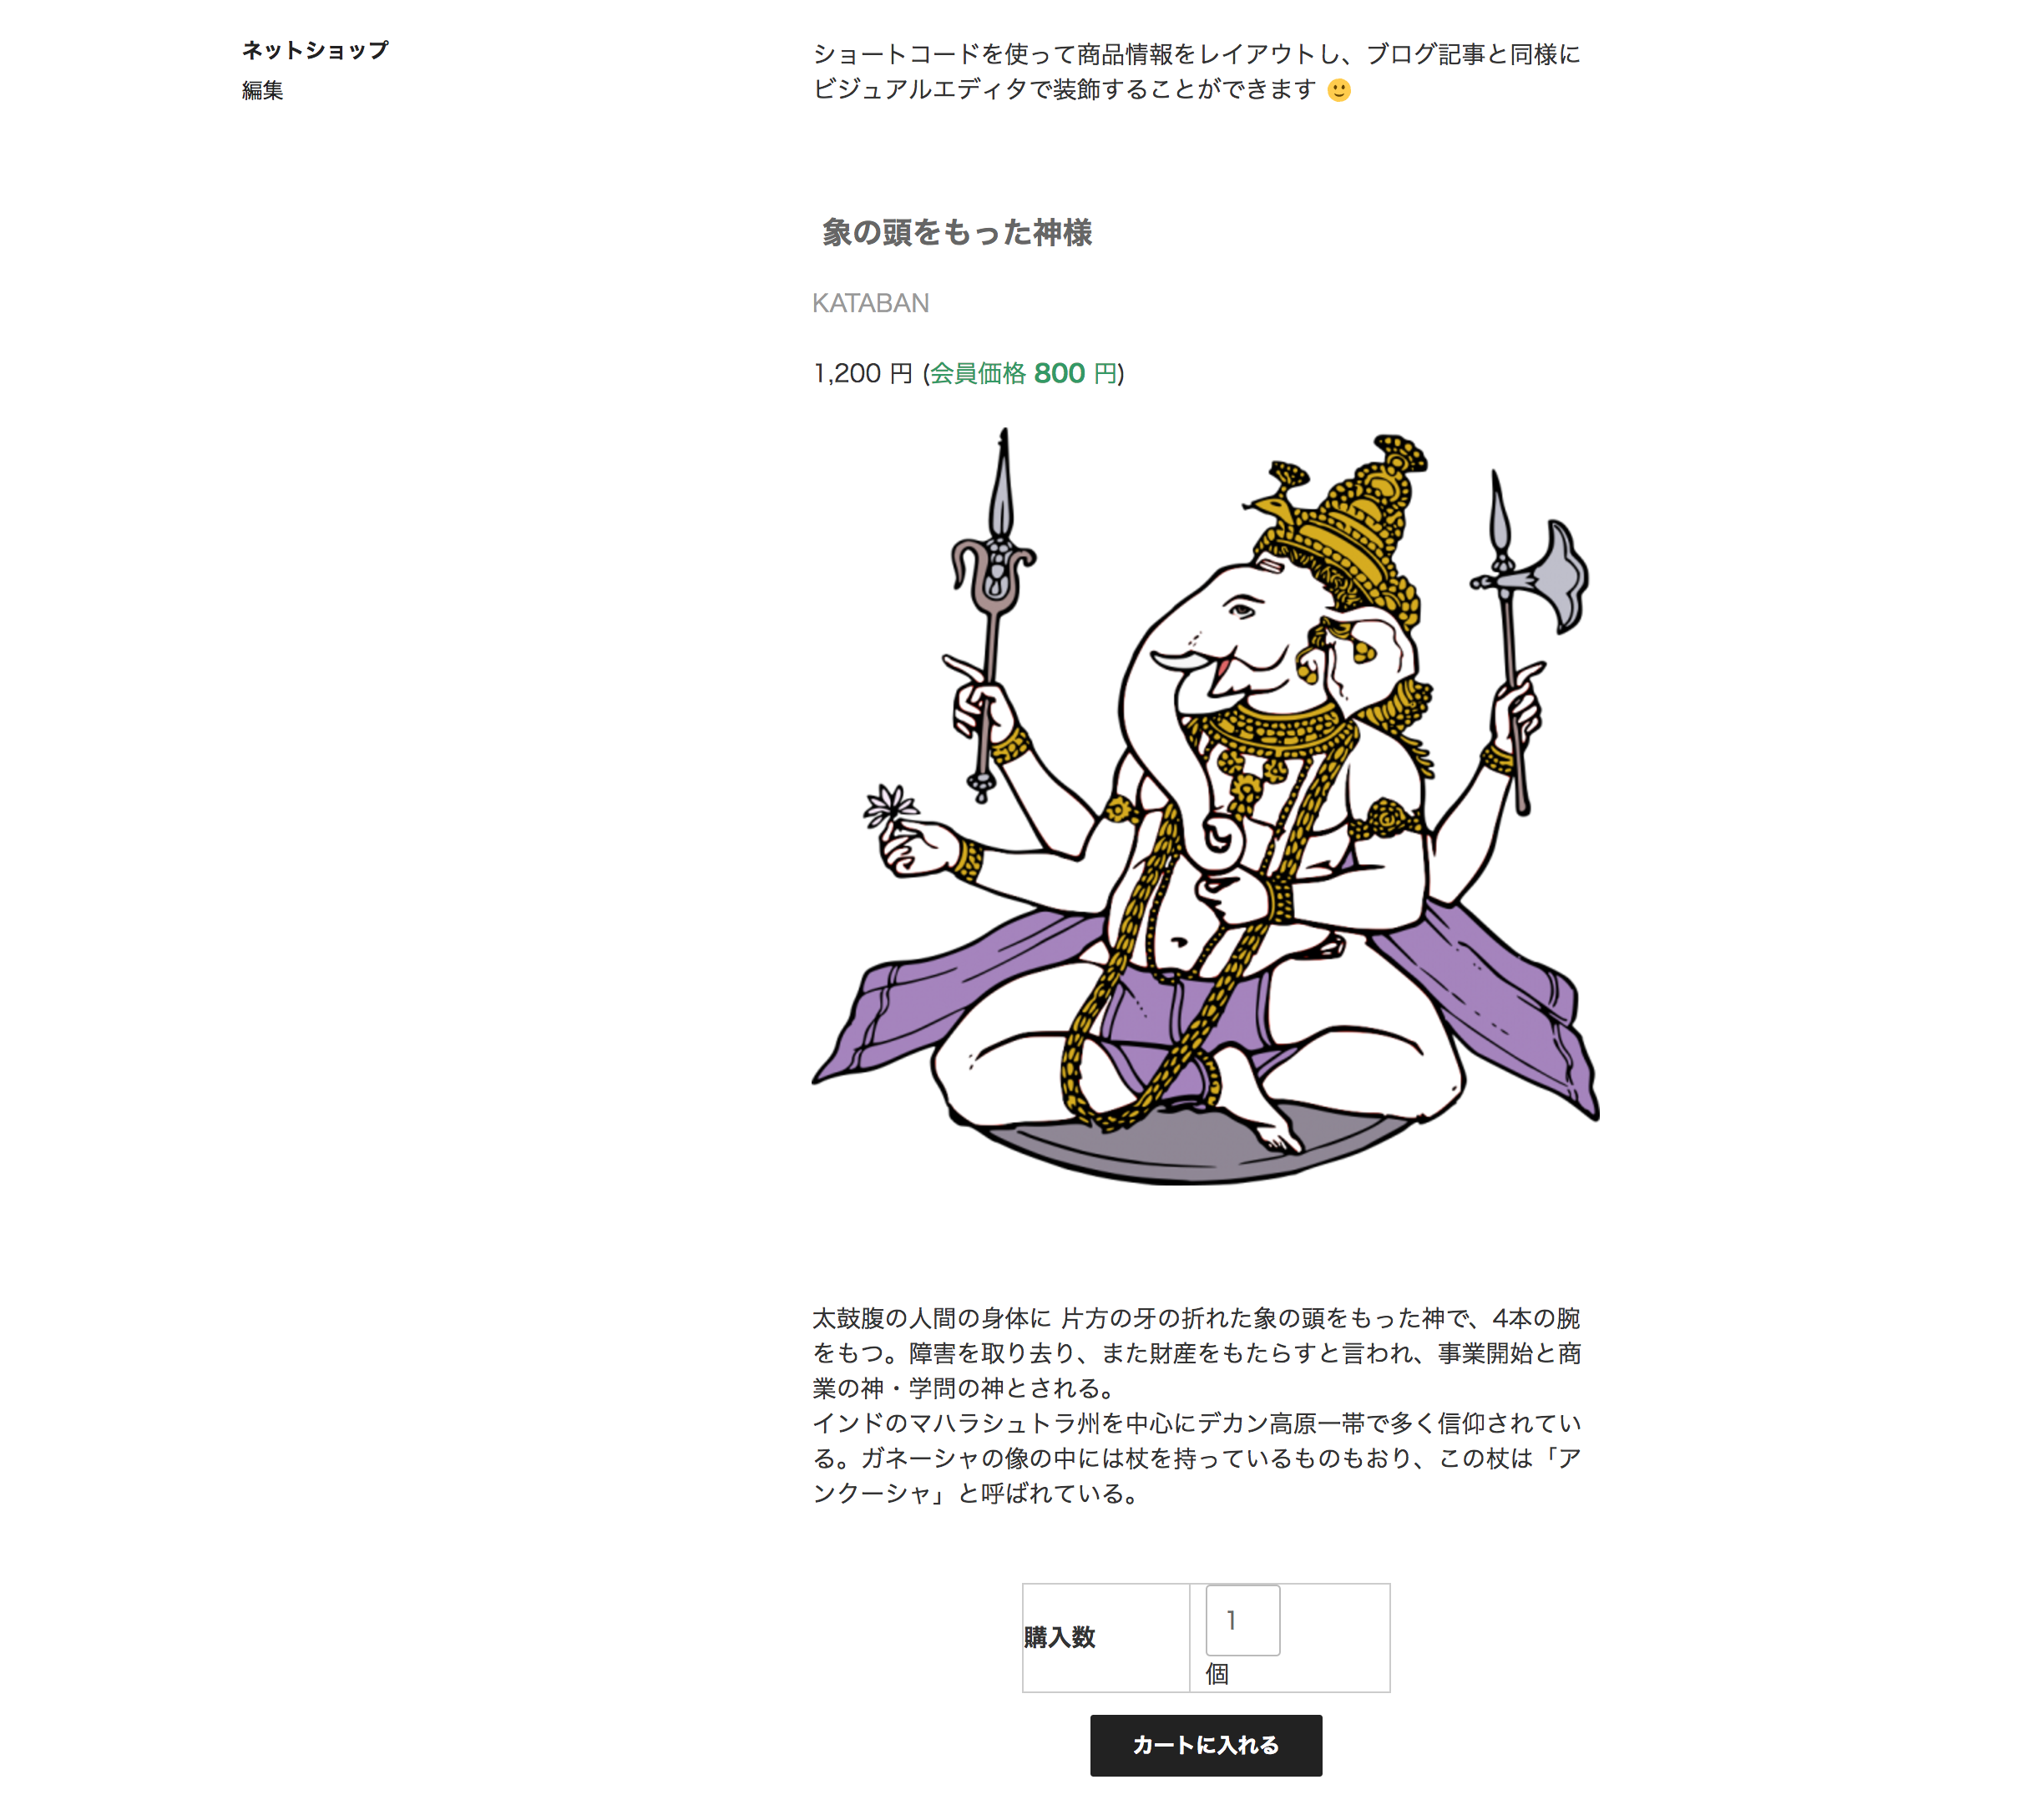 ネットショップ
編集
ショートコードを使って商品情報をレイアウトし、ブログ記事と同様に
ビジュアルエディタで装飾することができます 🙂
象の頭をもった神様
KATABAN
1,200 円 (会員価格 800 円)
太鼓腹の人間の身体に 片方の牙の折れた象の頭をもった神で、4本の腕
をもつ。障害を取り去り、また財産をもたらすと言われ、事業開始と商
業の神・学問の神とされる。
インドのマハラシュトラ州を中心にデカン高原一帯で多く信仰されてい
る。ガネーシャの像の中には杖を持っているものもおり、この杖は「ア
ンクーシャ」と呼ばれている。
購入数
1
個
カートに入れる